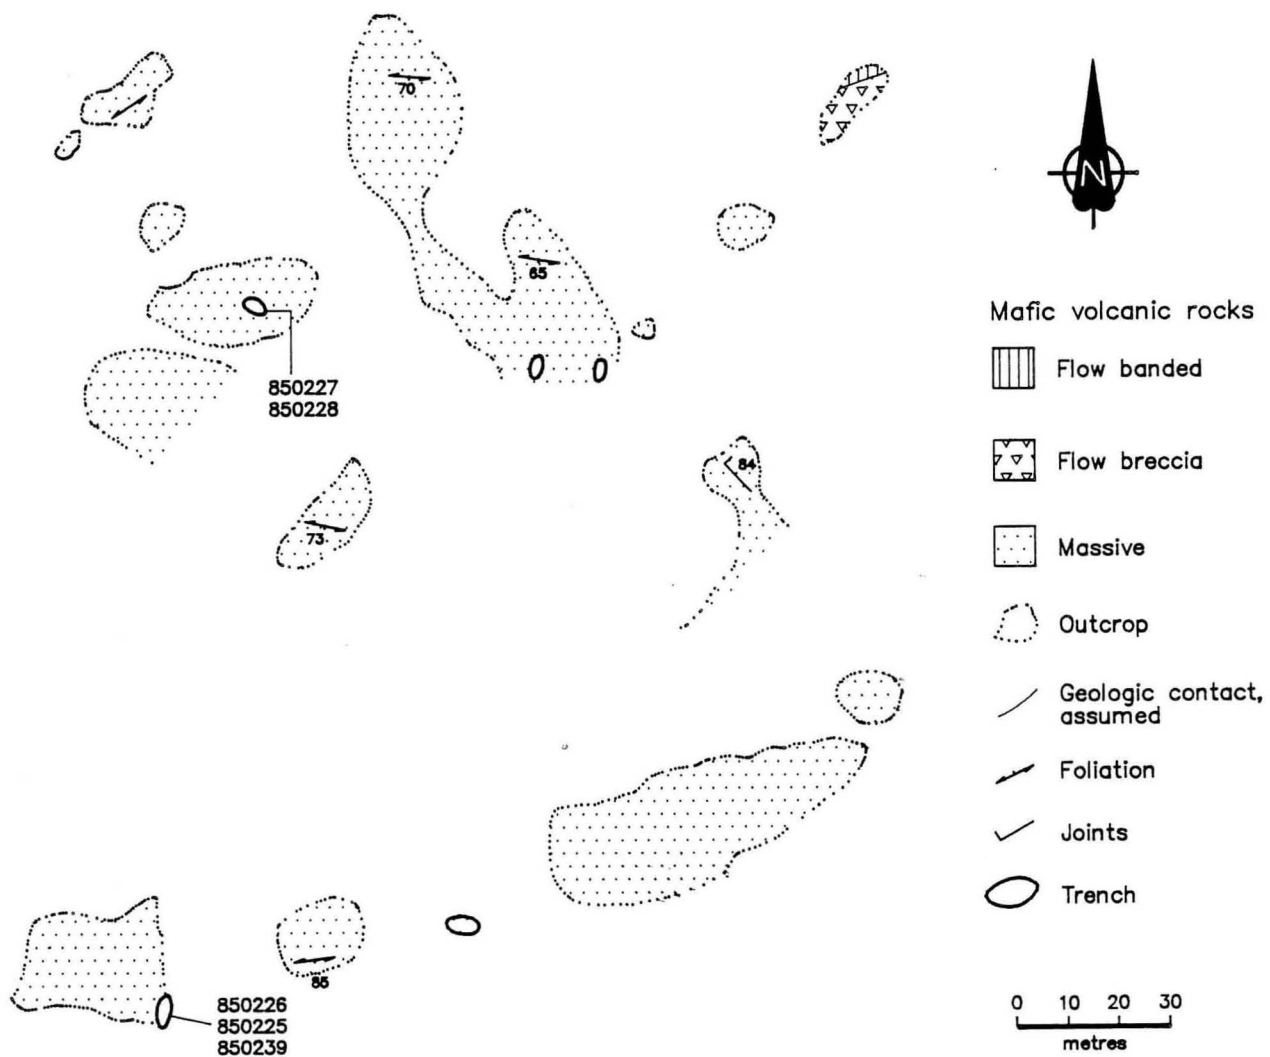 70
65
850227
850228
84
73
85
850226
850225
850239
N
Mafic volcanic rocks
Flow banded
Flow breccia
Massive
Outcrop
Geologic contact,
assumed
Foliation
Joints
Trench
0 10 20 30
metres